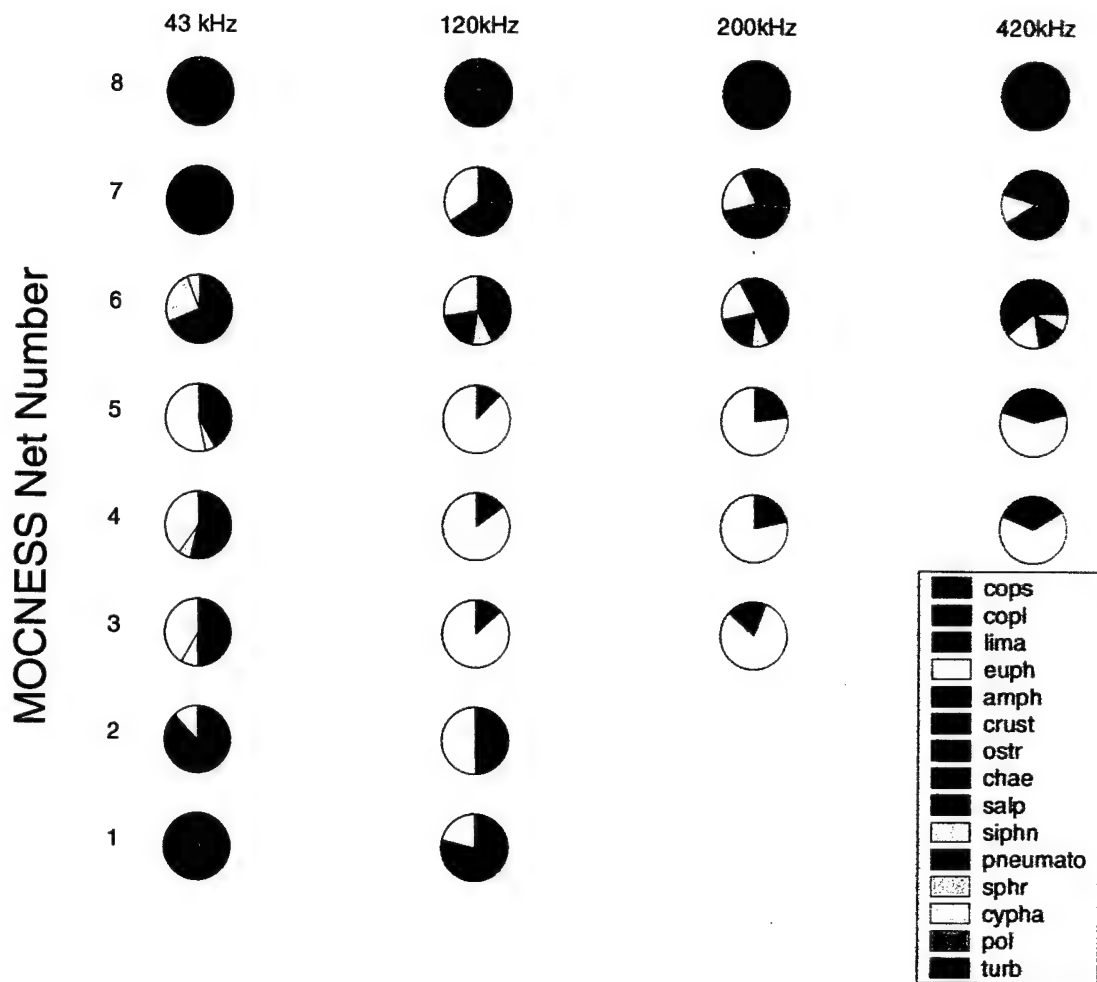 43 kHz 120kHz 200kHz 420kHz
8
7
6
5
4
3
2
1
MOCNESS Net Number
cops
copl
lima
euph
amph
crust
ostr
chae
salp
siphn
pneumato
sphr
cypha
pol
turb